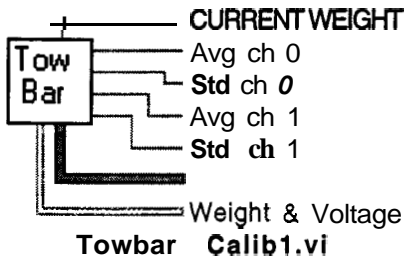 CURRENT WEIGHT
Tow
Bar
Avg ch 0
Std ch 0
Avg ch 1
Std ch 1
Weight & Voltage
Towbar Calib1.vi